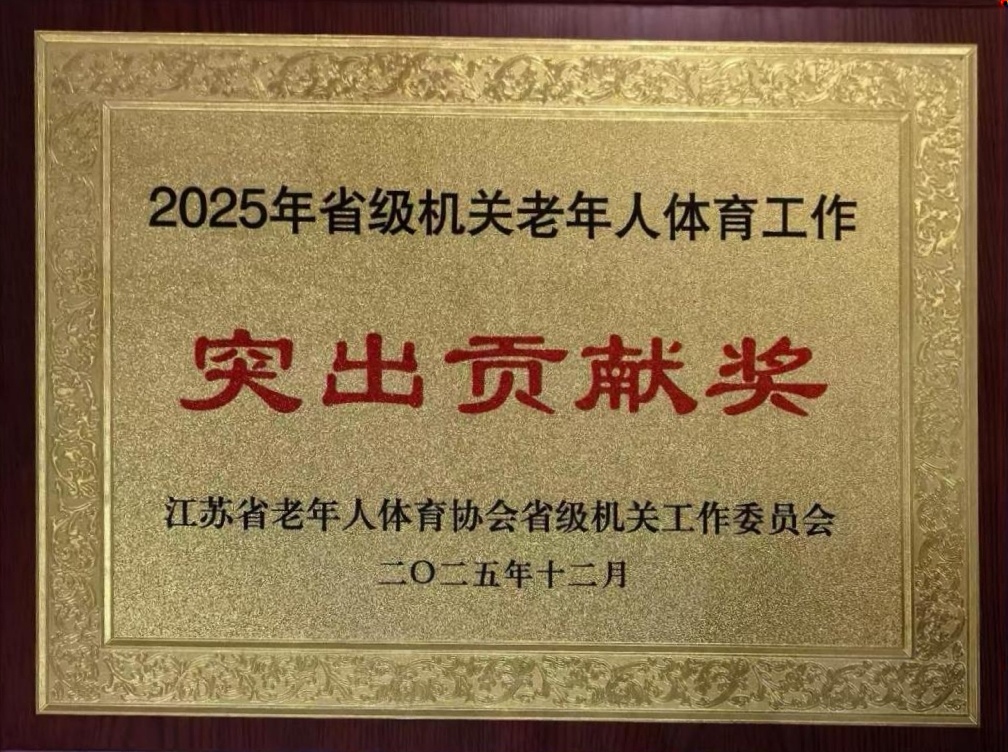 2025年省级机关老年人体育工作
突出贡献奖
江苏省老年人体育协会省级机关工作委员会
二〇二五年十二月